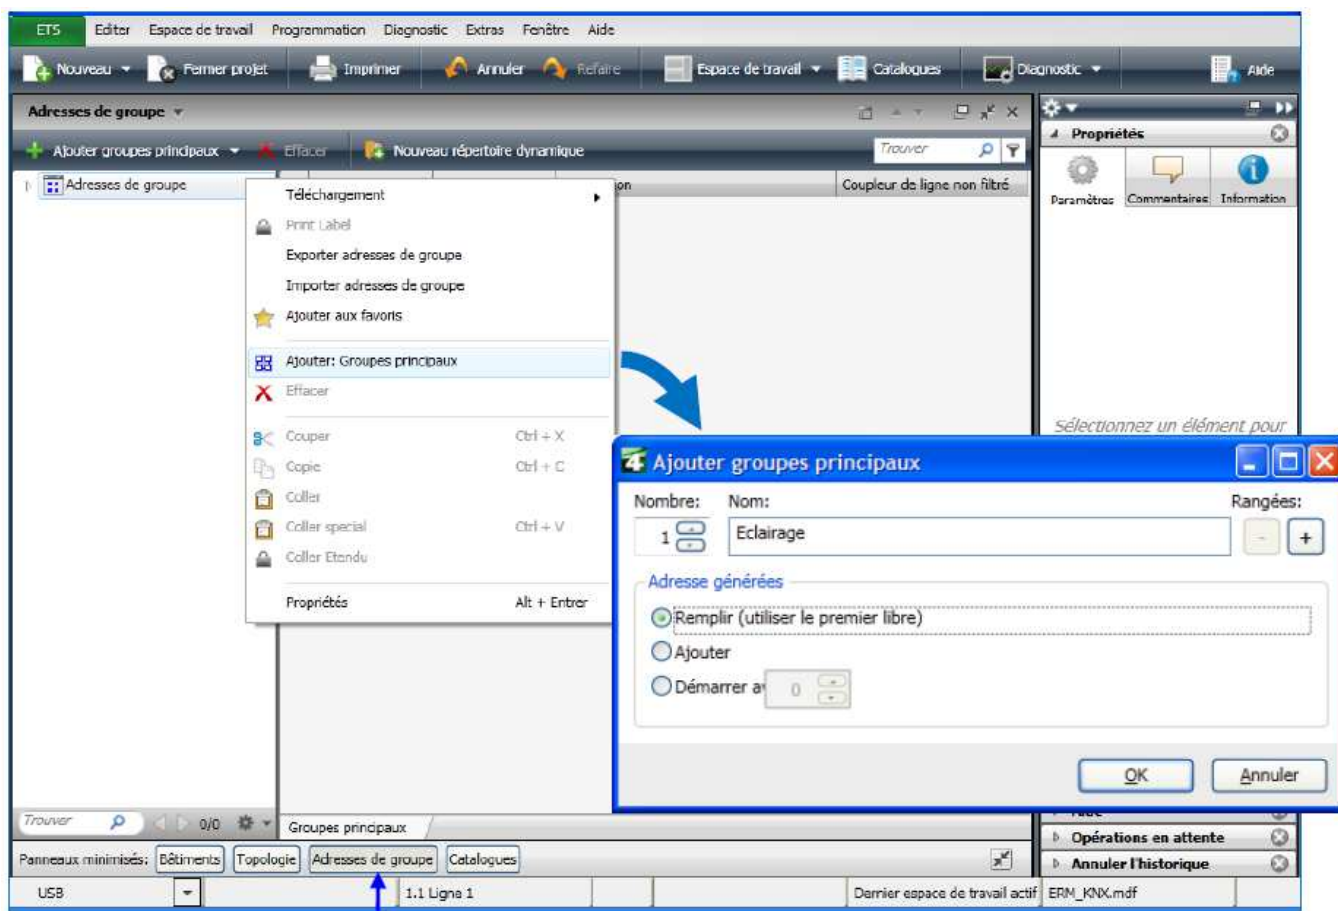 ETS Editer Espace de travail Programmation Diagnostic Extras Fenêtre Aide
Nouveau Fermer projet Imprimer Annuler Refaire Espace de travail Catalogues Diagnostic Aide
Adresses de groupe
Propriétés
Ajouter groupes principaux Effacer Nouveau répertoire dynamique Trouver
Paramètres Commentaires Information
Adresses de groupe
on Coupleur de ligne non filtré
Téléchargement
Print Label
Exporter adresses de groupe
Importer adresses de groupe
Ajouter aux favoris
Ajouter: Groupes principaux
Effacer
Couper Ctrl + X
Copie Ctrl + C
Coller
Coller special Ctrl + V
Coller Etendu
Propriétés Alt + Entrer
Sélectionnez un élément pour
4 Ajouter groupes principaux
Nombre: Nom: Rangées:
1 Eclairage - +
Adresse générées
Remplir (utiliser le premier libre)
Ajouter
Démarrer a 0
OK Annuler
Trouver 0/0 Groupes principaux
Opérations en attente
Panneaux minimisés: Bâtiments Topologie Adresses de groupe Catalogues
Annuler l'historique
USB 1.1 Ligne 1 Dernier espace de travail actif ERM_KNX.mdf